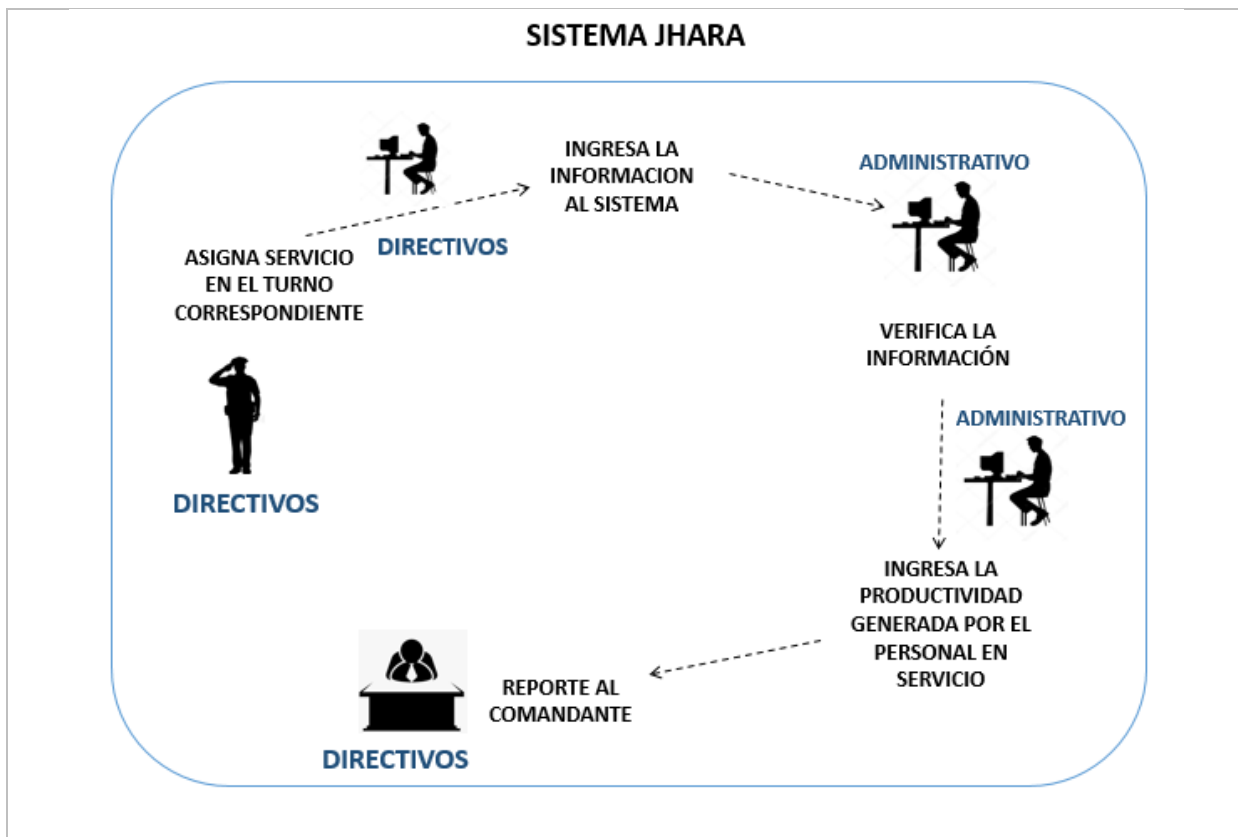 SISTEMA JHARA
ASIGNA SERVICIO
EN EL TURNO
CORRESPONDIENTE
DIRECTIVOS
DIRECTIVOS
INGRESA LA
INFORMACION
AL SISTEMA
ADMINISTRATIVO
VERIFICA LA
INFORMACIÓN
ADMINISTRATIVO
INGRESA LA
PRODUCTIVIDAD
GENERADA POR EL
PERSONAL EN
SERVICIO
REPORTE AL
COMANDANTE
DIRECTIVOS